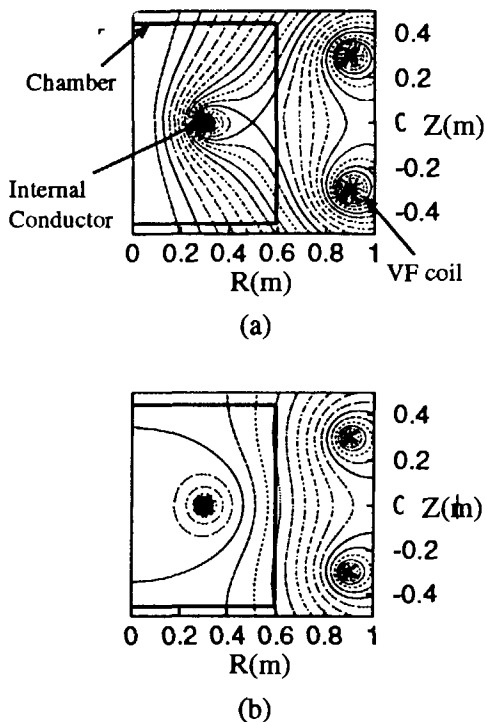 0.4
Chamber
0.2
C Z(m)
Internal
Conductor
-0.2
-0.4
0 0.2 0.4 0.6 0.8 1
VF coil
R(m)
(a)
0.4
0.2
C Z(m)
-0.2
-0.4
0 0.2 0.4 0.6 0.8 1
R(m)
(b)